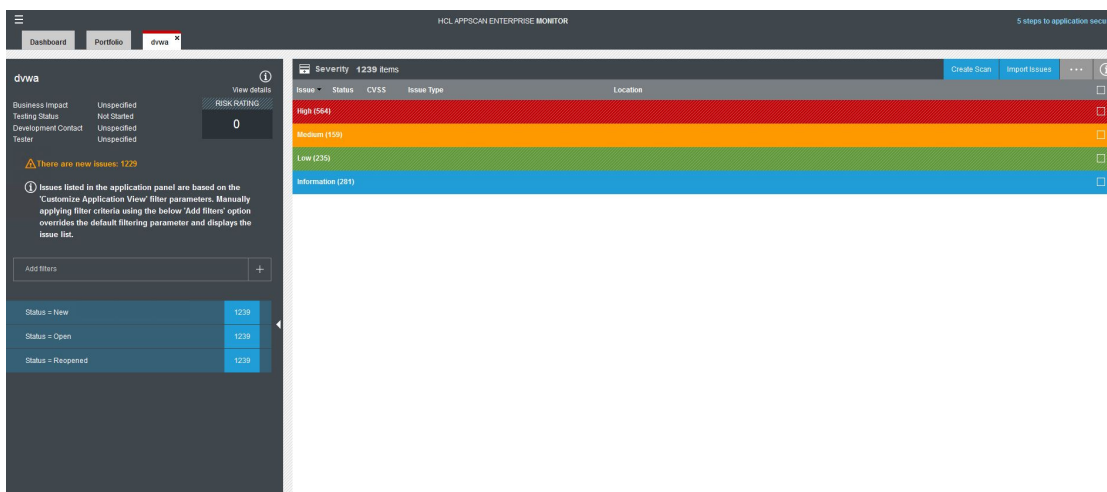 HCL APPSCAN ENTERPRISE MONITOR
5 steps to application secu
Dashboard Portfolio dvwa ×
dvwa
View details
Business Impact Unspecified
Testing Status Not Started
Development Contact Unspecified
Tester Unspecified
RISK RATING
0
There are new issues: 1229
Issues listed in the application panel are based on the
'Customize Application View' filter parameters. Manually
applying filter criteria using the below 'Add filters' option
overrides the default filtering parameter and displays the
issue list.
Add filters +
Status = New 1239
Status = Open 1239
Status = Reopened 1239
Severity 1239 items
Create Scan Import Issues ...
Issue Status CVSS Issue Type Location
High (564)
Medium (159)
Low (235)
Information (281)